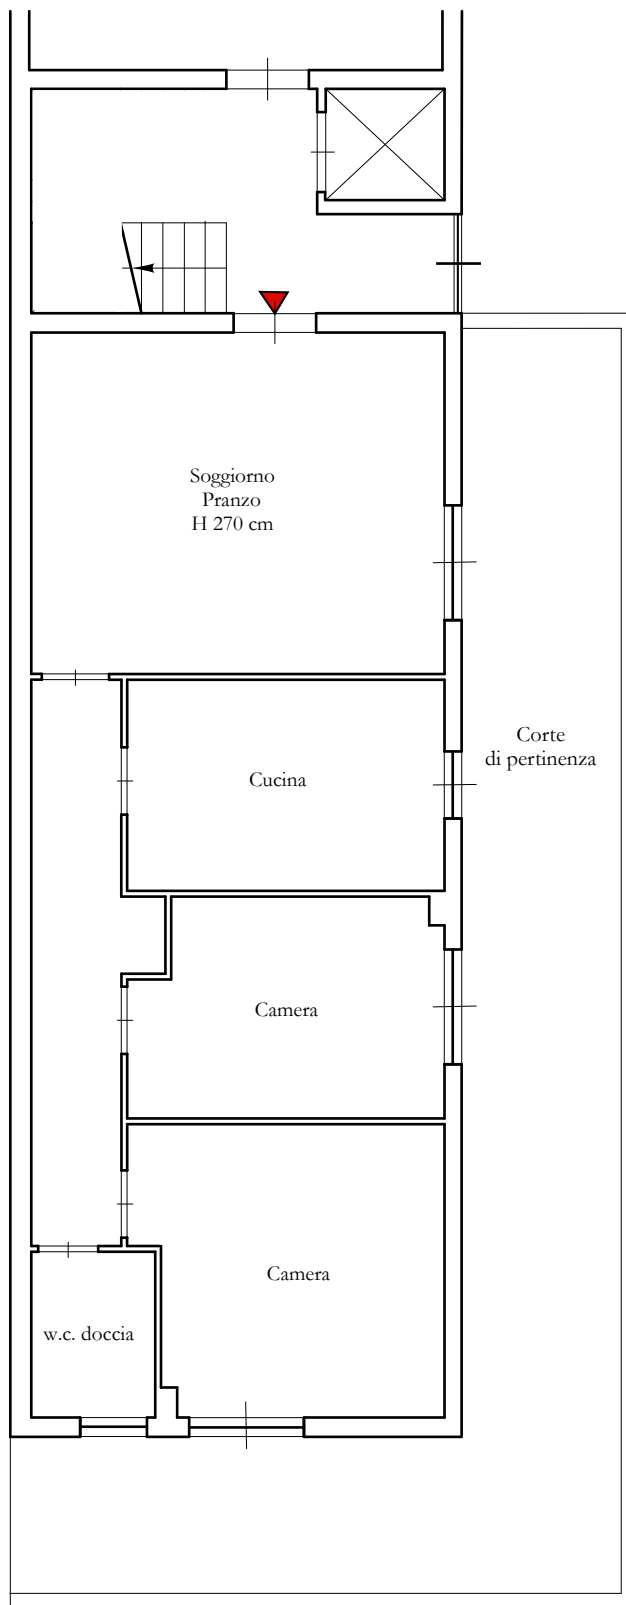 Soggiorno
Pranzo
H 270 cm
Corte
di pertinenza
Cucina
Camera
Camera
w.c. doccia